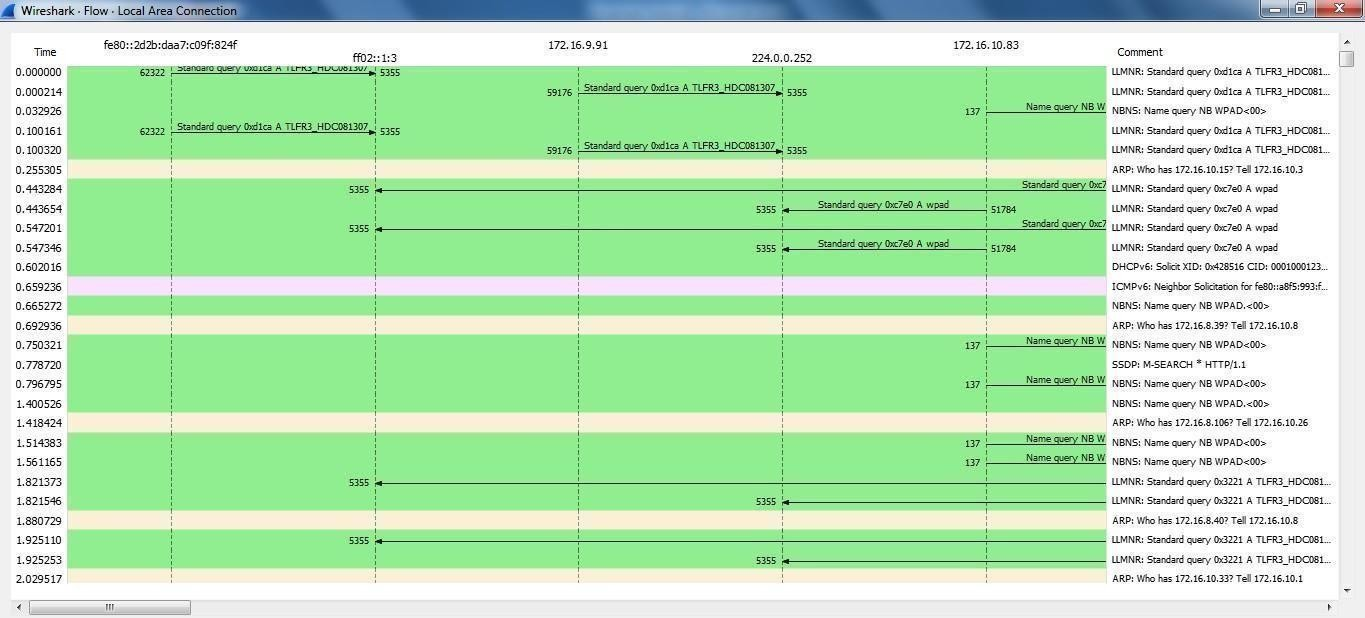 Wireshark · Flow · Local Area Connection
fe80::2d2b:daa7:c09f:824f 172.16.9.91 172.16.10.83
Time ff02::1:3 224.0.0.252 Comment
0.000000 62322 Standard query 0xd1ca A TLFR3_HDC081307 5355 LLMNR: Standard query 0xd1ca A TLFR3_HDC081...
0.000214 59176 Standard query 0xd1ca A TLFR3_HDC081307 5355 LLMNR: Standard query 0xd1ca A TLFR3_HDC081...
0.032926 137 Name query NB W NBNS: Name query NB WPAD<00>
0.100161 62322 Standard query 0xd1ca A TLFR3_HDC081307 5355 LLMNR: Standard query 0xd1ca A TLFR3_HDC081...
0.100320 59176 Standard query 0xd1ca A TLFR3_HDC081307 5355 LLMNR: Standard query 0xd1ca A TLFR3_HDC081...
0.255305 ARP: Who has 172.16.10.15? Tell 172.16.10.3
0.443284 5355 Standard query 0xc7 LLMNR: Standard query 0xc7e0 A wpad
0.443654 5355 Standard query 0xc7e0 A wpad 51784 LLMNR: Standard query 0xc7e0 A wpad
0.547201 5355 Standard query 0xc7 LLMNR: Standard query 0xc7e0 A wpad
0.547346 5355 Standard query 0xc7e0 A wpad 51784 LLMNR: Standard query 0xc7e0 A wpad
0.602016 DHCPv6: Solicit XID: 0x428516 CID: 0001000123...
0.659236 ICMPv6: Neighbor Solicitation for fe80::a8f5:993:f...
0.665272 NBNS: Name query NB WPAD.<00>
0.692936 ARP: Who has 172.16.8.39? Tell 172.16.10.8
0.750321 137 Name query NB W NBNS: Name query NB WPAD<00>
0.778720 SSDP: M-SEARCH * HTTP/1.1
0.796795 137 Name query NB W NBNS: Name query NB WPAD<00>
1.400526 NBNS: Name query NB WPAD.<00>
1.418424 ARP: Who has 172.16.8.106? Tell 172.16.10.26
1.514383 137 Name query NB W NBNS: Name query NB WPAD<00>
1.561165 137 Name query NB W NBNS: Name query NB WPAD<00>
1.821373 5355 LLMNR: Standard query 0x3221 A TLFR3_HDC081...
1.821546 5355 LLMNR: Standard query 0x3221 A TLFR3_HDC081...
1.880729 ARP: Who has 172.16.8.40? Tell 172.16.10.8
1.925110 5355 LLMNR: Standard query 0x3221 A TLFR3_HDC081...
1.925253 5355 LLMNR: Standard query 0x3221 A TLFR3_HDC081...
2.029517 ARP: Who has 172.16.10.33? Tell 172.16.10.1